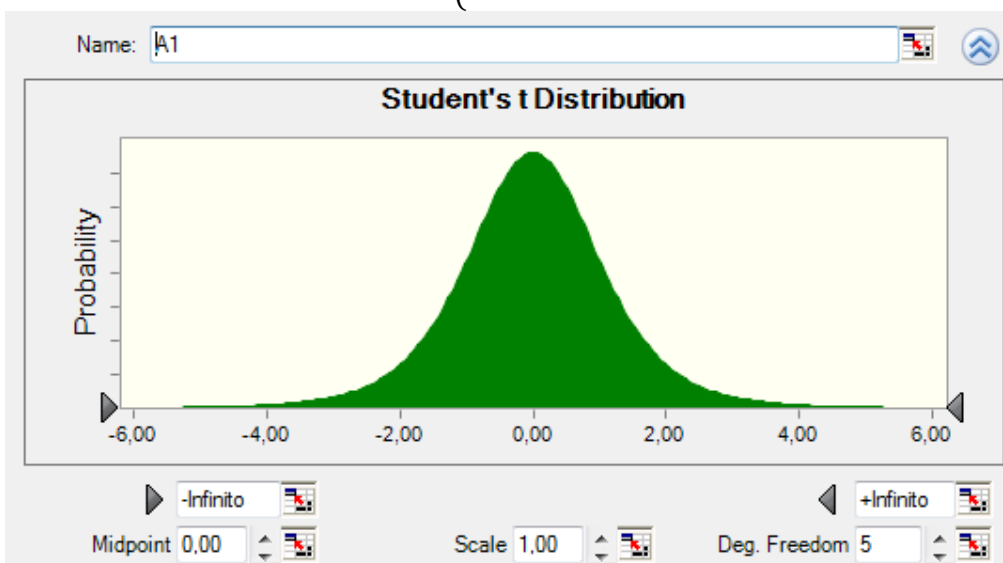 (
Name: A1
Student's t Distribution
Probability
-6,00 -4,00 -2,00 0,00 2,00 4,00 6,00
-Infinito +Infinito
Midpoint 0,00 Scale 1,00 Deg. Freedom 5